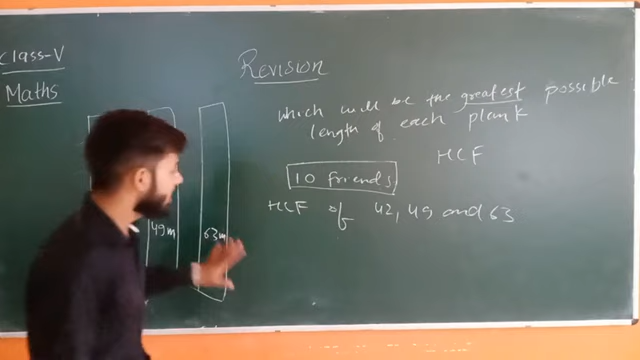 Class-V
Maths
Revision
which will be the greatest possible
length of each plank
HCF
10 friends
HCF of 42, 49 and 63
49m
63m